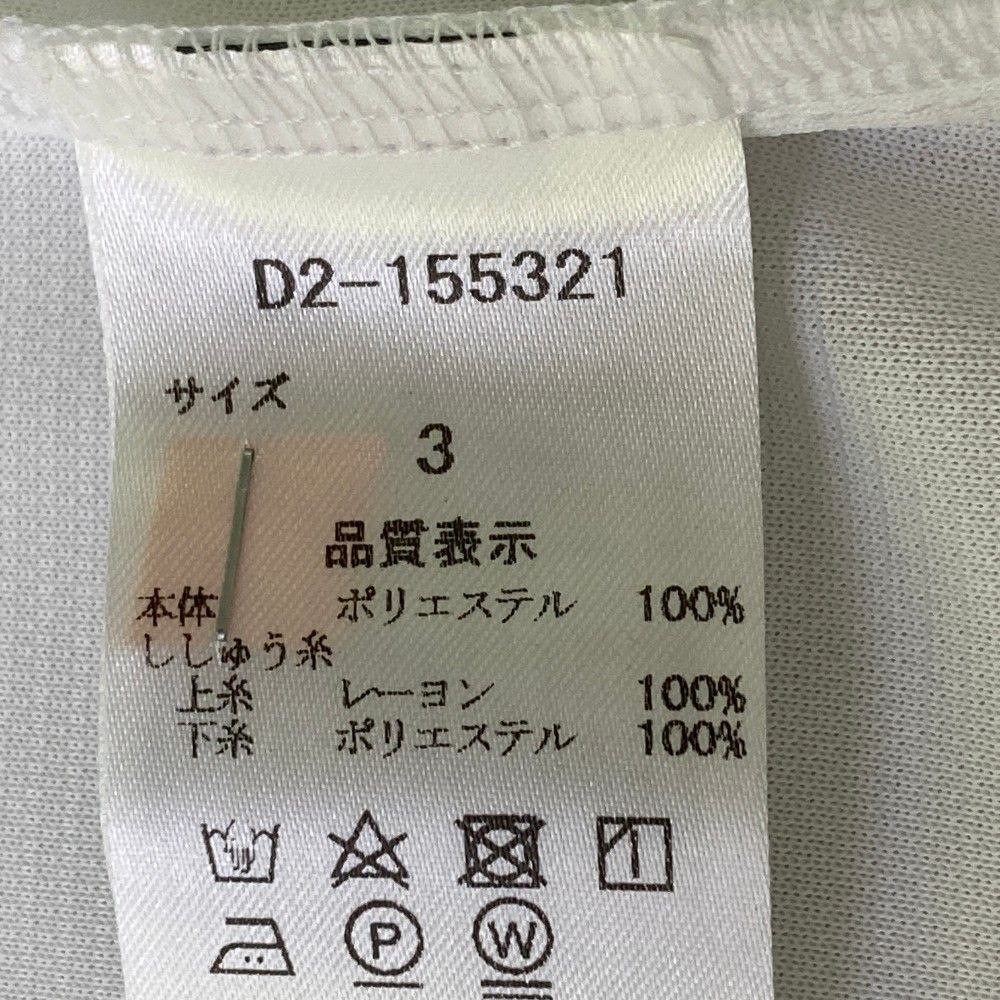 D2-155321
サイズ
3
品質表示
本体 ポリエステル 100%
ししゅう糸
上糸 レーヨン 100%
下糸 ポリエステル 100%
P W